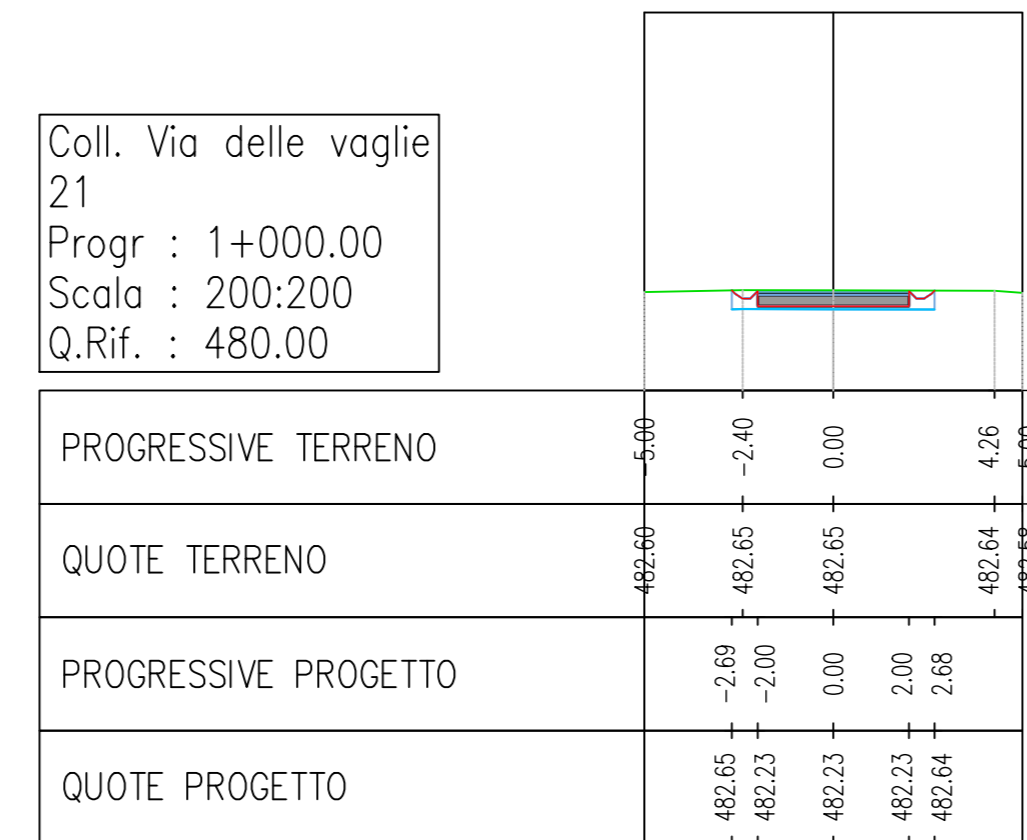 Coll. Via delle vaglie
21
Progr : 1+000.00
Scala : 200:200
Q.Rif. : 480.00
PROGRESSIVE TERRENO -5.00 -2.40 0.00 4.26
QUOTE TERRENO 482.60 482.65 482.65 482.64
PROGRESSIVE PROGETTO -2.69 -2.00 0.00 2.00 2.68
QUOTE PROGETTO 482.65 482.23 482.23 482.23 482.64